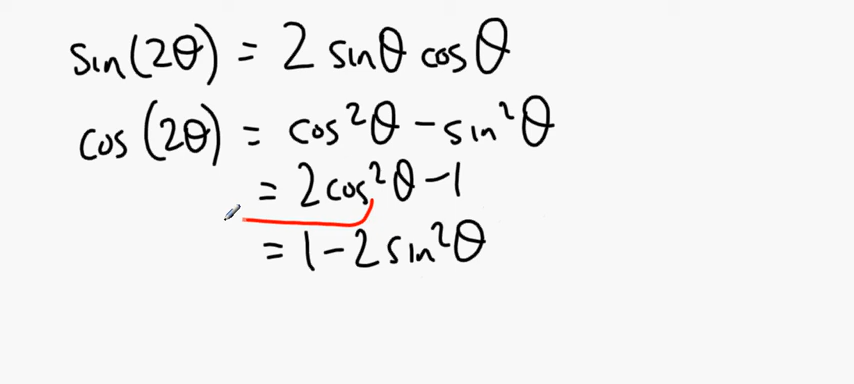 sin(2θ) = 2 sinθ cosθ
cos(2θ) = cos²θ − sin²θ
= 2cos²θ − 1
= 1 − 2sin²θ